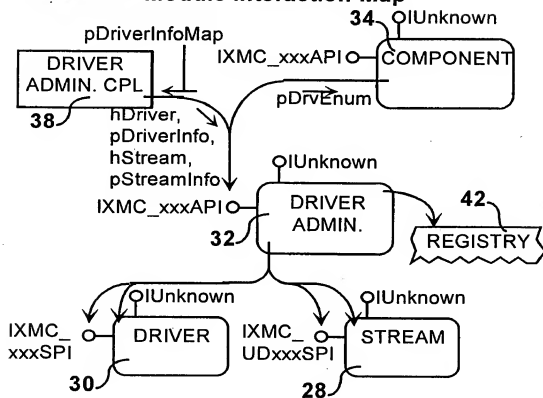 Module Interaction Map
34
IUnknown
pDriverInfoMap
IXMC_xxxAPI
COMPONENT
DRIVER
ADMIN. CPL
38
pDrvEnum
hDriver,
pDriverInfo,
hStream,
pStreamInfo
IUnknown
IXMC_xxxAPI
DRIVER
ADMIN.
32
42
REGISTRY
IUnknown
IUnknown
IXMC_
xxxSPI
DRIVER
30
IXMC_
UDxxxSPI
STREAM
28